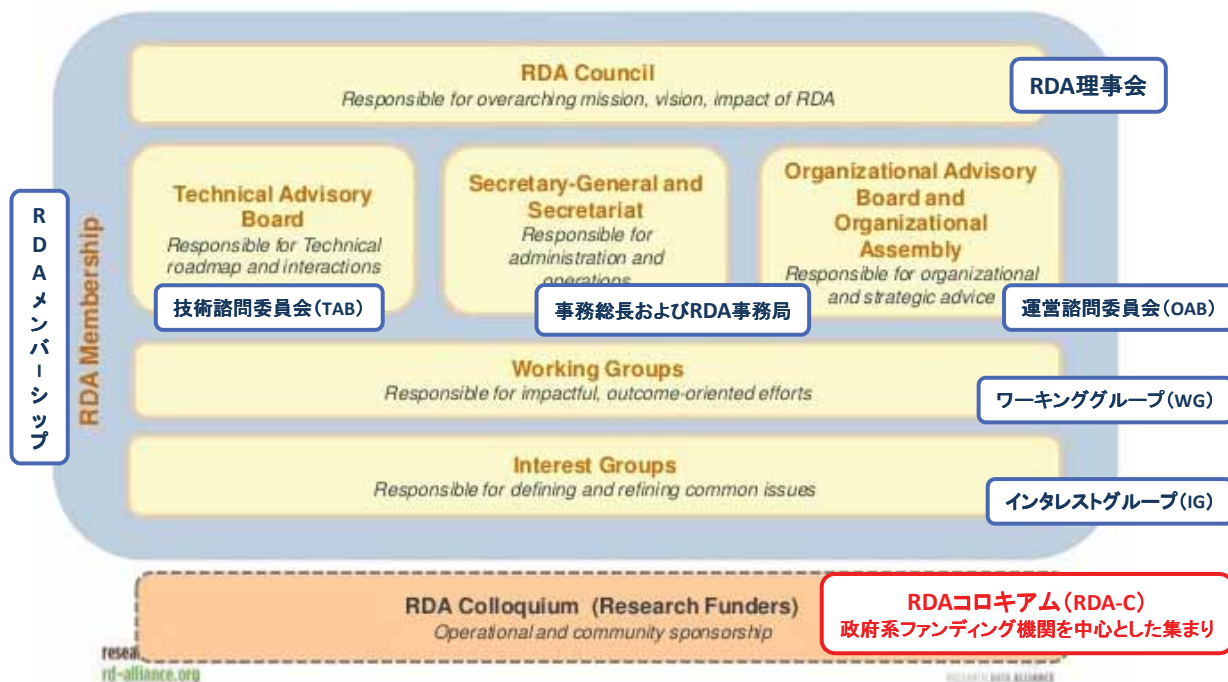 RDA Council
Responsible for overarching mission, vision, impact of RDA
RDA理事会
RDAメンバーシップ
RDA Membership
Technical Advisory
Board
Responsible for Technical
roadmap and interactions
技術諮問委員会(TAB)
Secretary-General and
Secretariat
Responsible for
administration and
operations
事務総長およびRDA事務局
Organizational Advisory
Board and
Organizational
Assembly
Responsible for organizational
and strategic advice
運営諮問委員会(OAB)
Working Groups
Responsible for impactful, outcome-oriented efforts
ワーキンググループ(WG)
Interest Groups
Responsible for defining and refining common issues
インタレストグループ(IG)
RDA Colloquium (Research Funders)
Operational and community sponsorship
RDAコロキアム(RDA-C)
政府系ファンディング機関を中心とした集まり
rd-alliance.org
RESEARCH DATA ALLIANCE